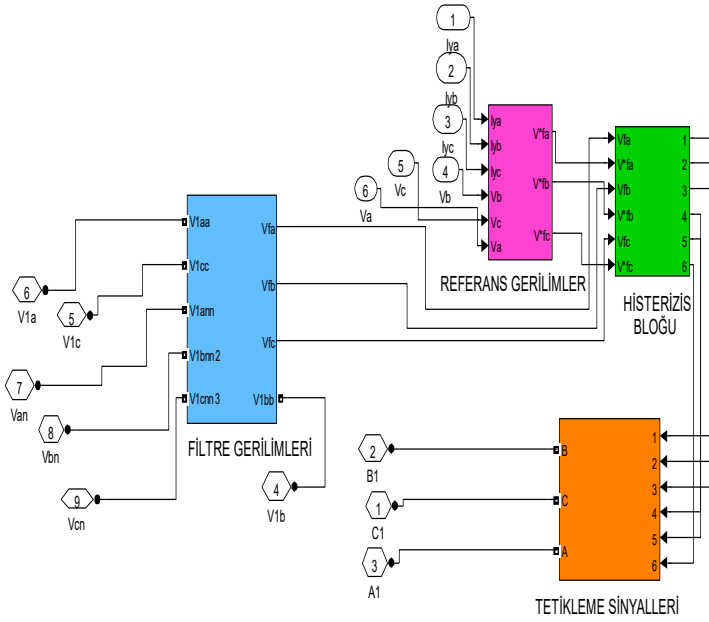 1
Iya
2
Iyb
3
Iyc
4
Vb
5
Vc
6
Va
Iya
Iyb
Iyc
Vb
Vc
Va
V*fa
V*fb
V*fc
REFERANS GERİLİMLER
Vfa
V*fa
Vfb
V*fb
Vfc
V*fc
1
2
3
4
5
6
HİSTERİZİS
BLOĞU
V1aa
V1cc
V1ann
V1bnn2
V1cnn3
Vfa
Vfb
Vfc
V1bb
FİLTRE GERİLİMLERİ
6
V1a
5
V1c
7
Van
8
Vbn
9
Vcn
4
V1b
2
B1
1
C1
3
A1
B
C
A
1
2
3
4
5
6
TETİKLEME SİNYALLERİ